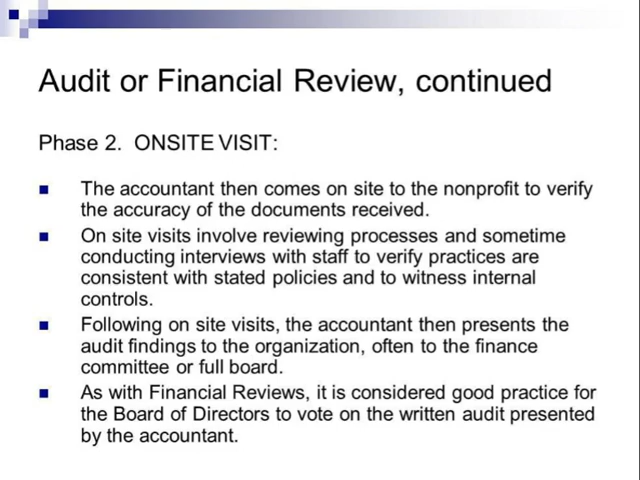 Audit or Financial Review, continued
Phase 2. ONSITE VISIT:
The accountant then comes on site to the nonprofit to verify
the accuracy of the documents received.
On site visits involve reviewing processes and sometime
conducting interviews with staff to verify practices are
consistent with stated policies and to witness internal
controls.
Following on site visits, the accountant then presents the
audit findings to the organization, often to the finance
committee or full board.
As with Financial Reviews, it is considered good practice for
the Board of Directors to vote on the written audit presented
by the accountant.